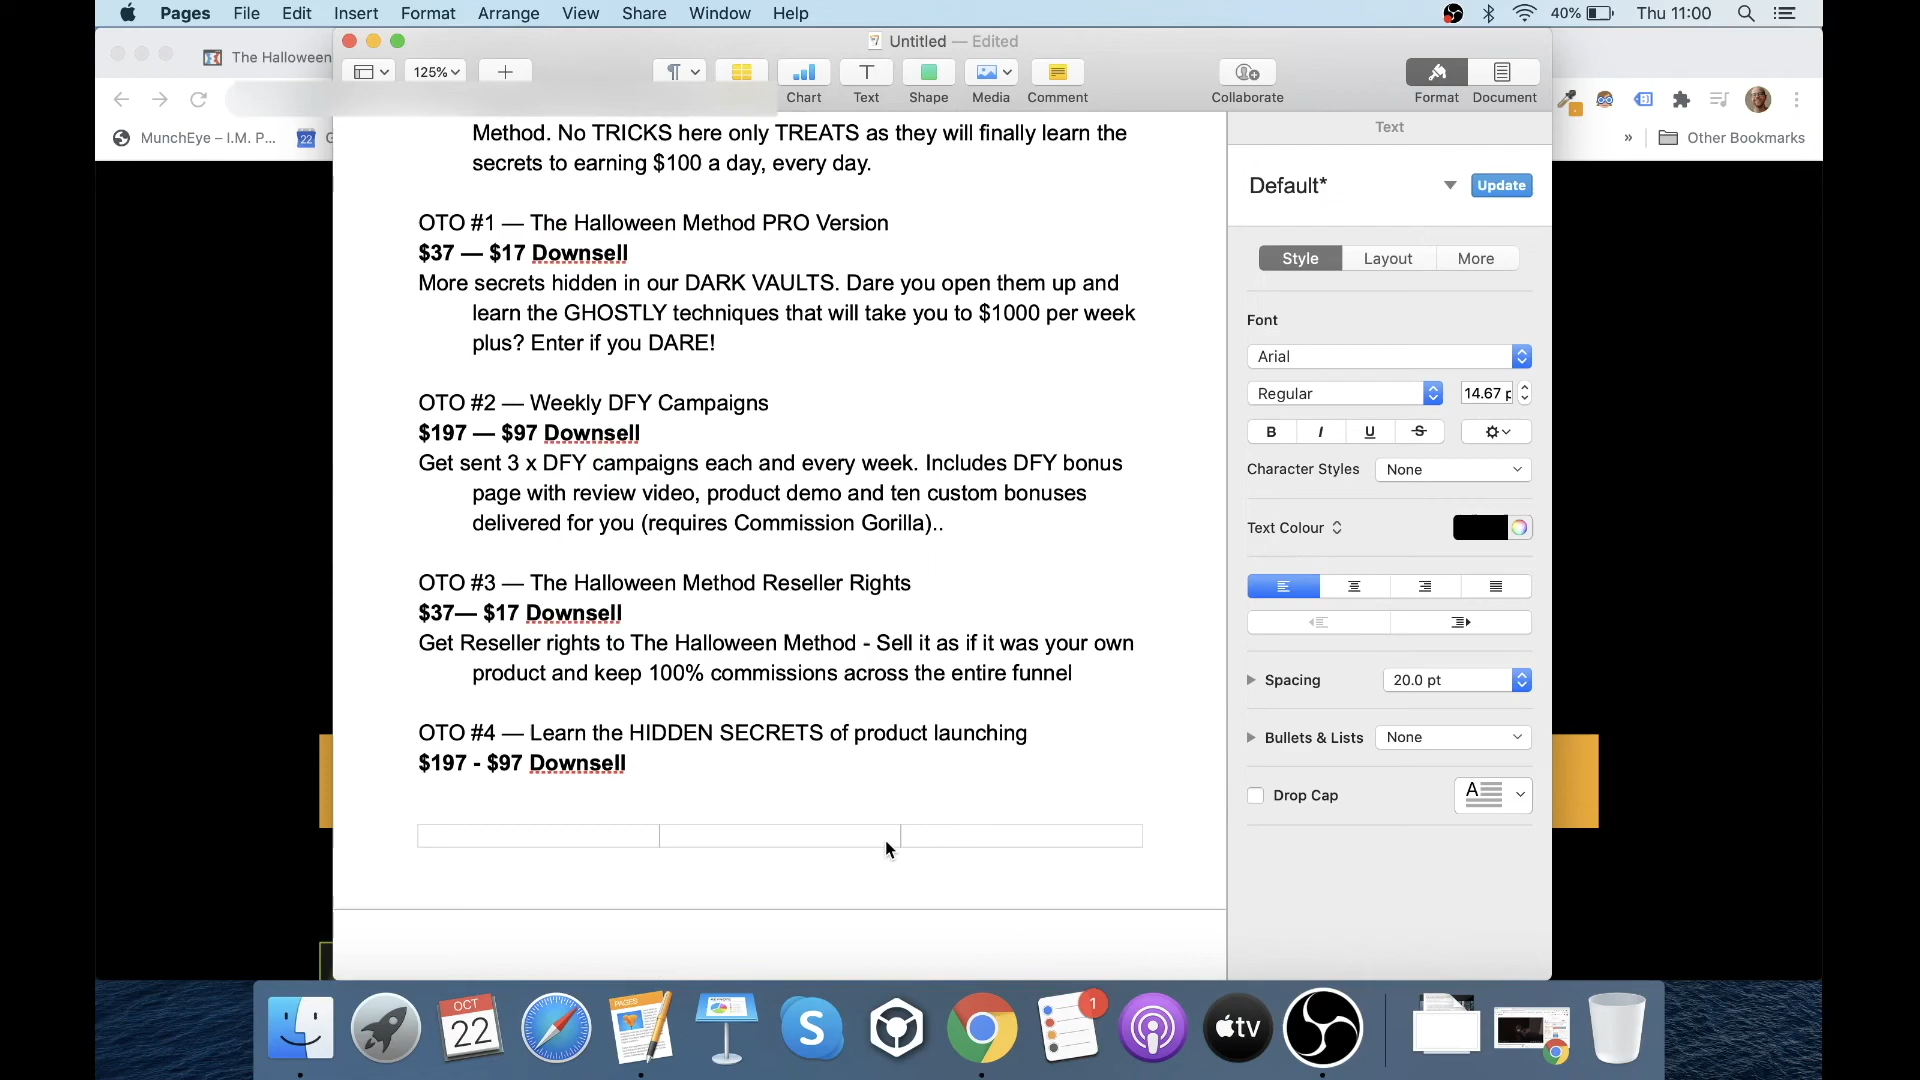 Pages File Edit Insert Format Arrange View Share Window Help
40% Thu 11:00
The Halloween
Untitled — Edited
125%
Chart Text Shape Media Comment Collaborate Format Document
MunchEye – I.M. P...
22
» Other Bookmarks
Text
Default*
Update
Style Layout More
Font
Arial
Regular
14.67 p
B I U S
Character Styles None
Text Colour
Spacing 20.0 pt
Bullets & Lists None
Drop Cap
A
Method. No TRICKS here only TREATS as they will finally learn the
secrets to earning $100 a day, every day.
OTO #1 — The Halloween Method PRO Version
$37 — $17 Downsell
More secrets hidden in our DARK VAULTS. Dare you open them up and
learn the GHOSTLY techniques that will take you to $1000 per week
plus? Enter if you DARE!
OTO #2 — Weekly DFY Campaigns
$197 — $97 Downsell
Get sent 3 x DFY campaigns each and every week. Includes DFY bonus
page with review video, product demo and ten custom bonuses
delivered for you (requires Commission Gorilla)..
OTO #3 — The Halloween Method Reseller Rights
$37— $17 Downsell
Get Reseller rights to The Halloween Method - Sell it as if it was your own
product and keep 100% commissions across the entire funnel
OTO #4 — Learn the HIDDEN SECRETS of product launching
$197 - $97 Downsell
OCT
22
PAGES
KEYNOTE
S
1
tv